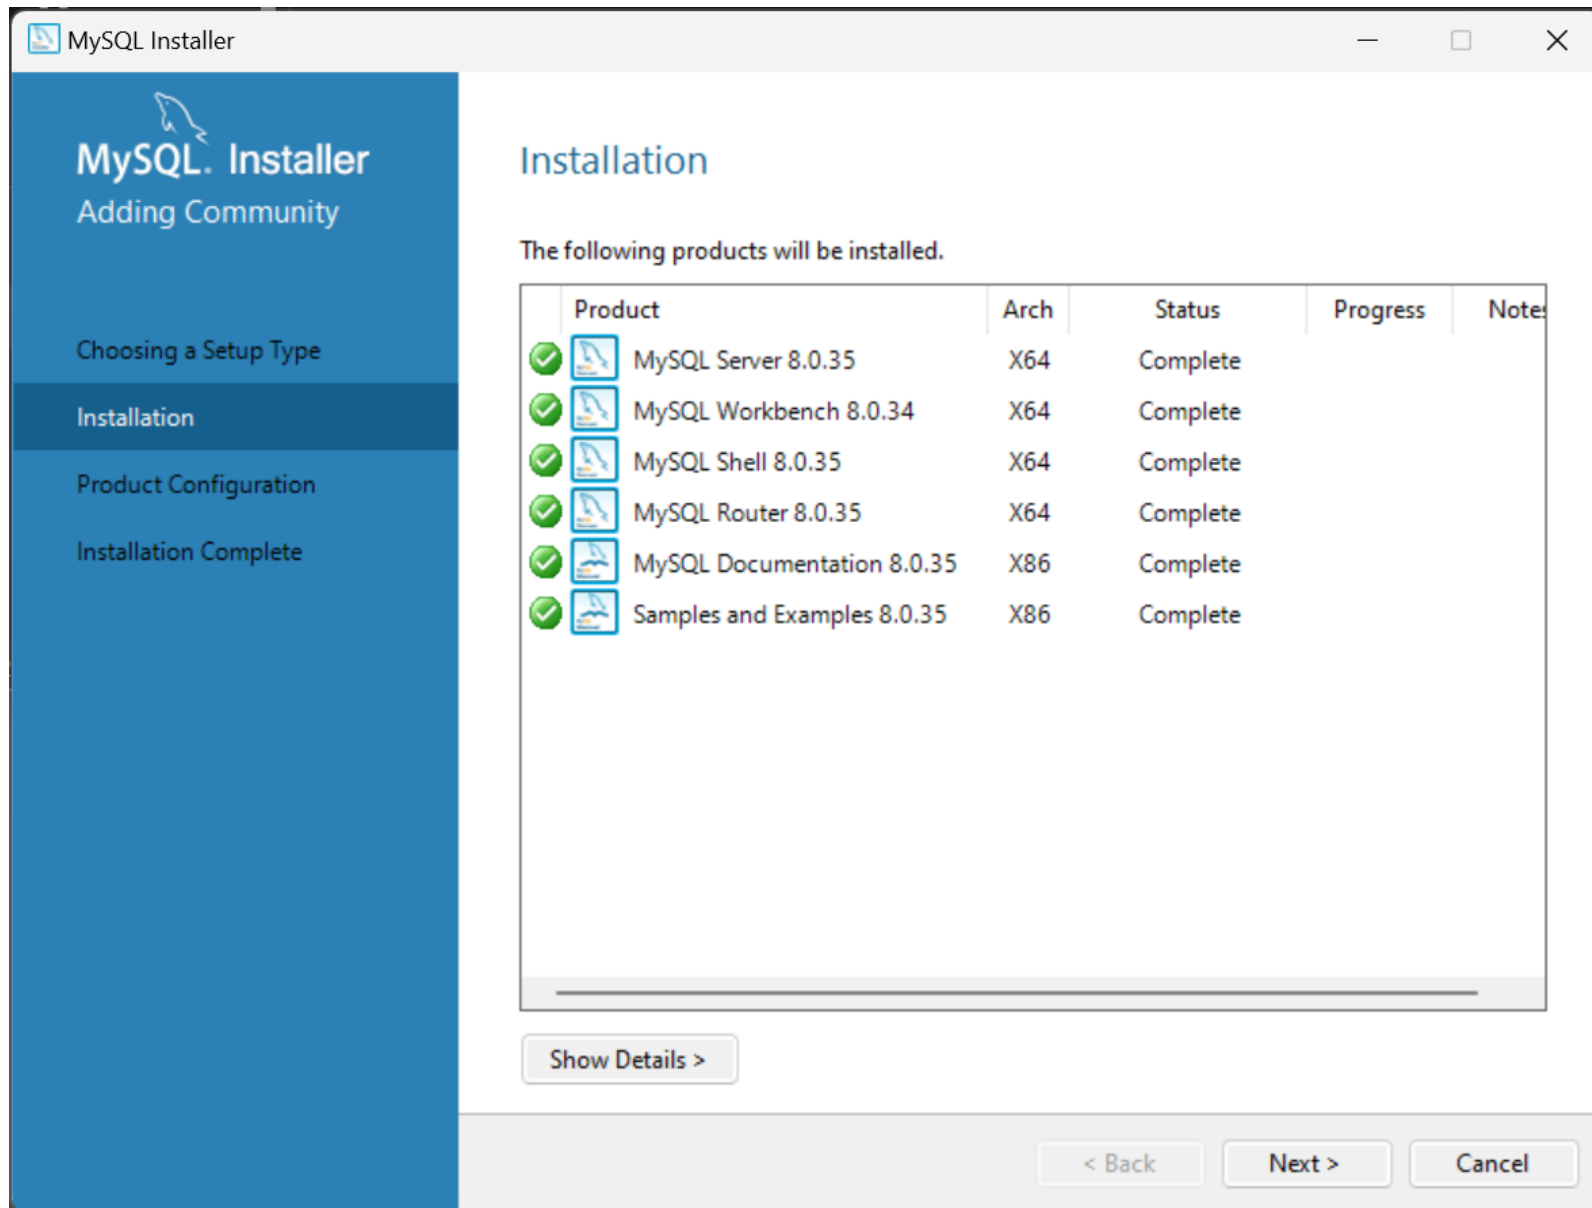 MySQL Installer
MySQL. Installer
Adding Community
Choosing a Setup Type
Installation
Product Configuration
Installation Complete
Installation
The following products will be installed.
Product Arch Status Progress Notes
MySQL Server 8.0.35 X64 Complete
MySQL Workbench 8.0.34 X64 Complete
MySQL Shell 8.0.35 X64 Complete
MySQL Router 8.0.35 X64 Complete
MySQL Documentation 8.0.35 X86 Complete
Samples and Examples 8.0.35 X86 Complete
Show Details >
< Back Next > Cancel